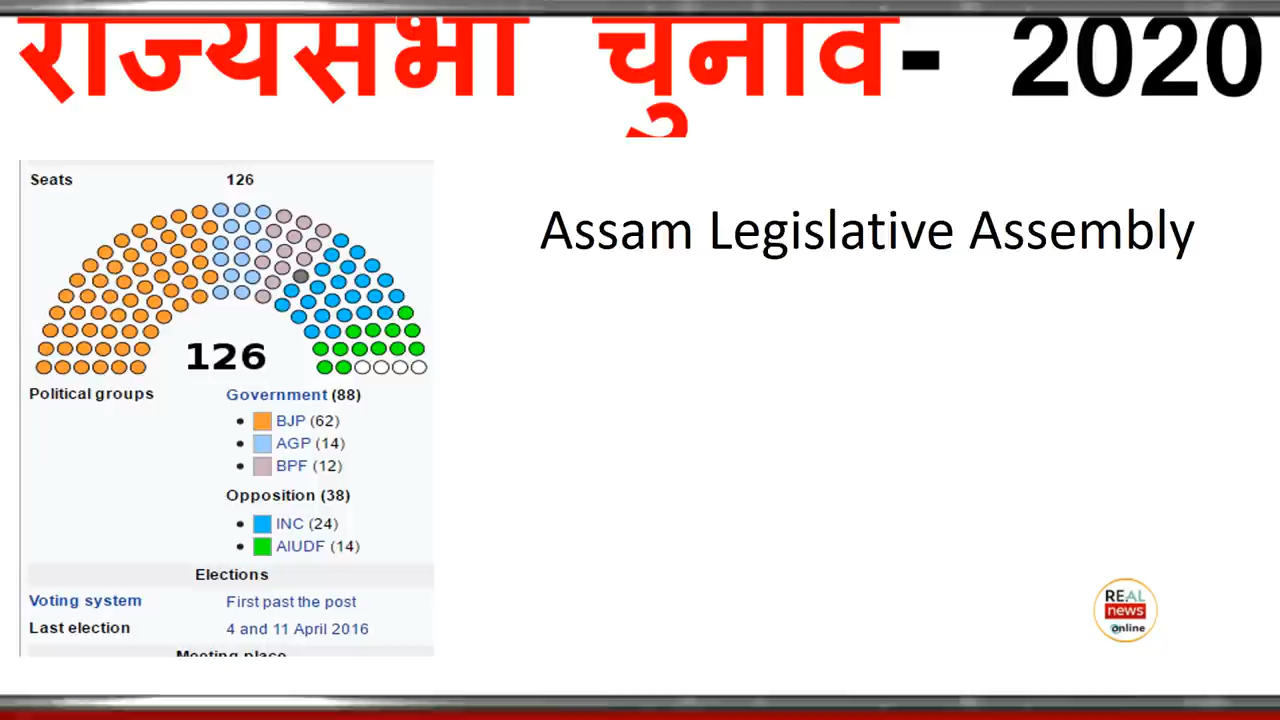 राज्यसभा चुनाव- 2020
Seats 126
Assam Legislative Assembly
126
Political groups Government (88)
• BJP (62)
• AGP (14)
• BPF (12)
Opposition (38)
• INC (24)
• AIUDF (14)
Elections
Voting system First past the post
Last election 4 and 11 April 2016
Meeting place
REAL
news
Online